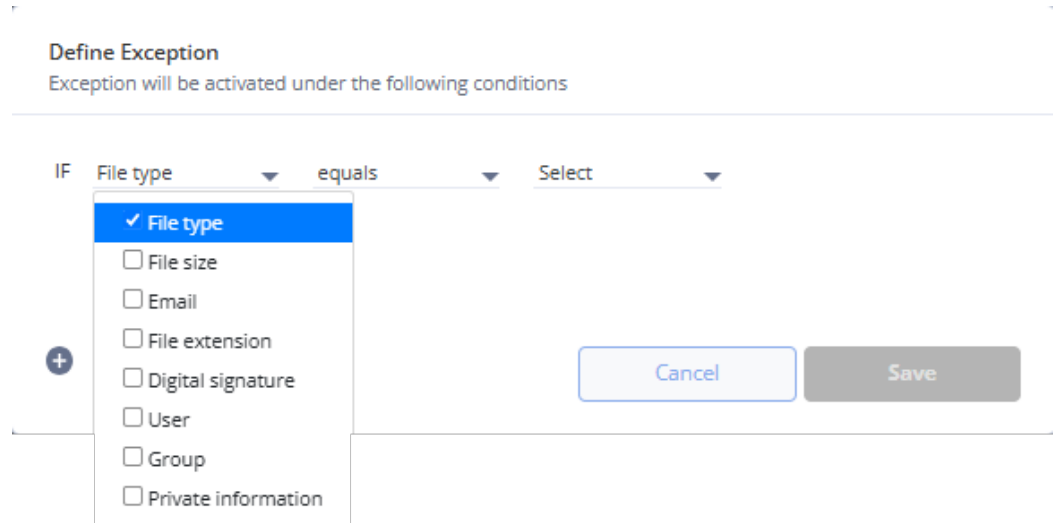 Define Exception
Exception will be activated under the following conditions
IF File type equals Select
File type
File size
Email
File extension
Digital signature
User
Group
Private information
Cancel Save